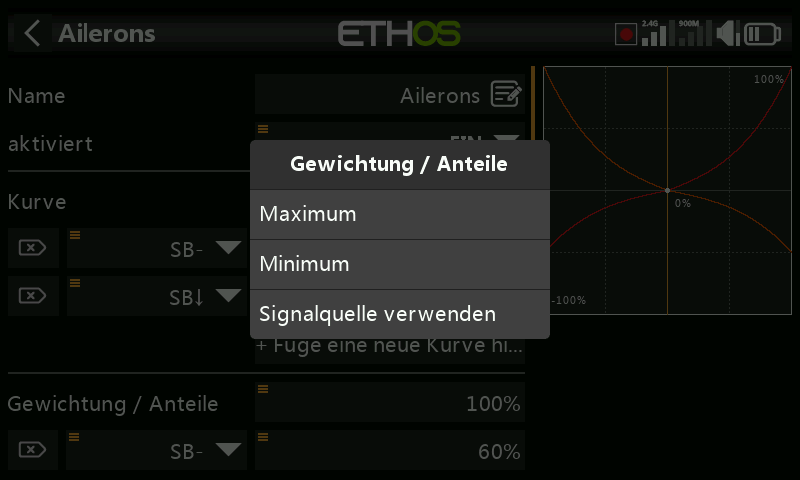 Ailerons
ETHOS
2.4G
900M
Name
Ailerons
aktiviert
EIN
Gewichtung / Anteile
Maximum
Minimum
Signalquelle verwenden
Kurve
SB-
SB↓
+ Füge eine neue Kurve hi...
Gewichtung / Anteile
100%
SB-
60%
100%
0%
-100%